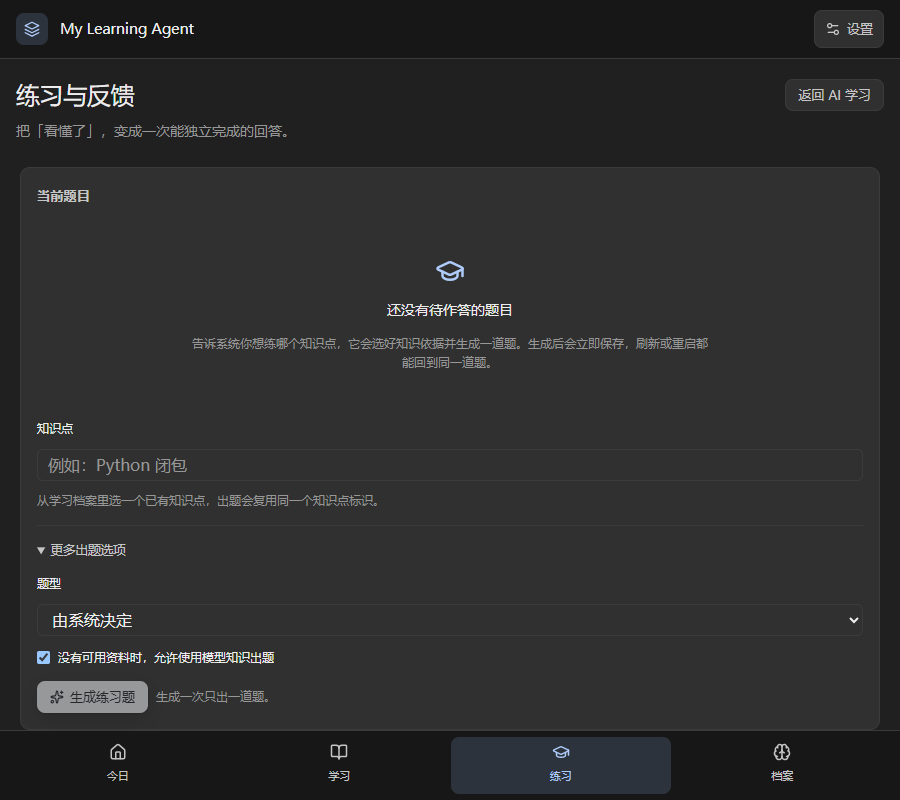 My Learning Agent
设置
练习与反馈
返回 AI 学习
把「看懂了」，变成一次能独立完成的回答。
当前题目
还没有待作答的题目
告诉系统你想练哪个知识点，它会选好知识依据并生成一道题。生成后会立即保存，刷新或重启都
能回到同一道题。
知识点
例如：Python 闭包
从学习档案里选一个已有知识点，出题会复用同一个知识点标识。
▼ 更多出题选项
题型
由系统决定
没有可用资料时，允许使用模型知识出题
生成练习题
生成一次只出一道题。
今日
学习
练习
档案